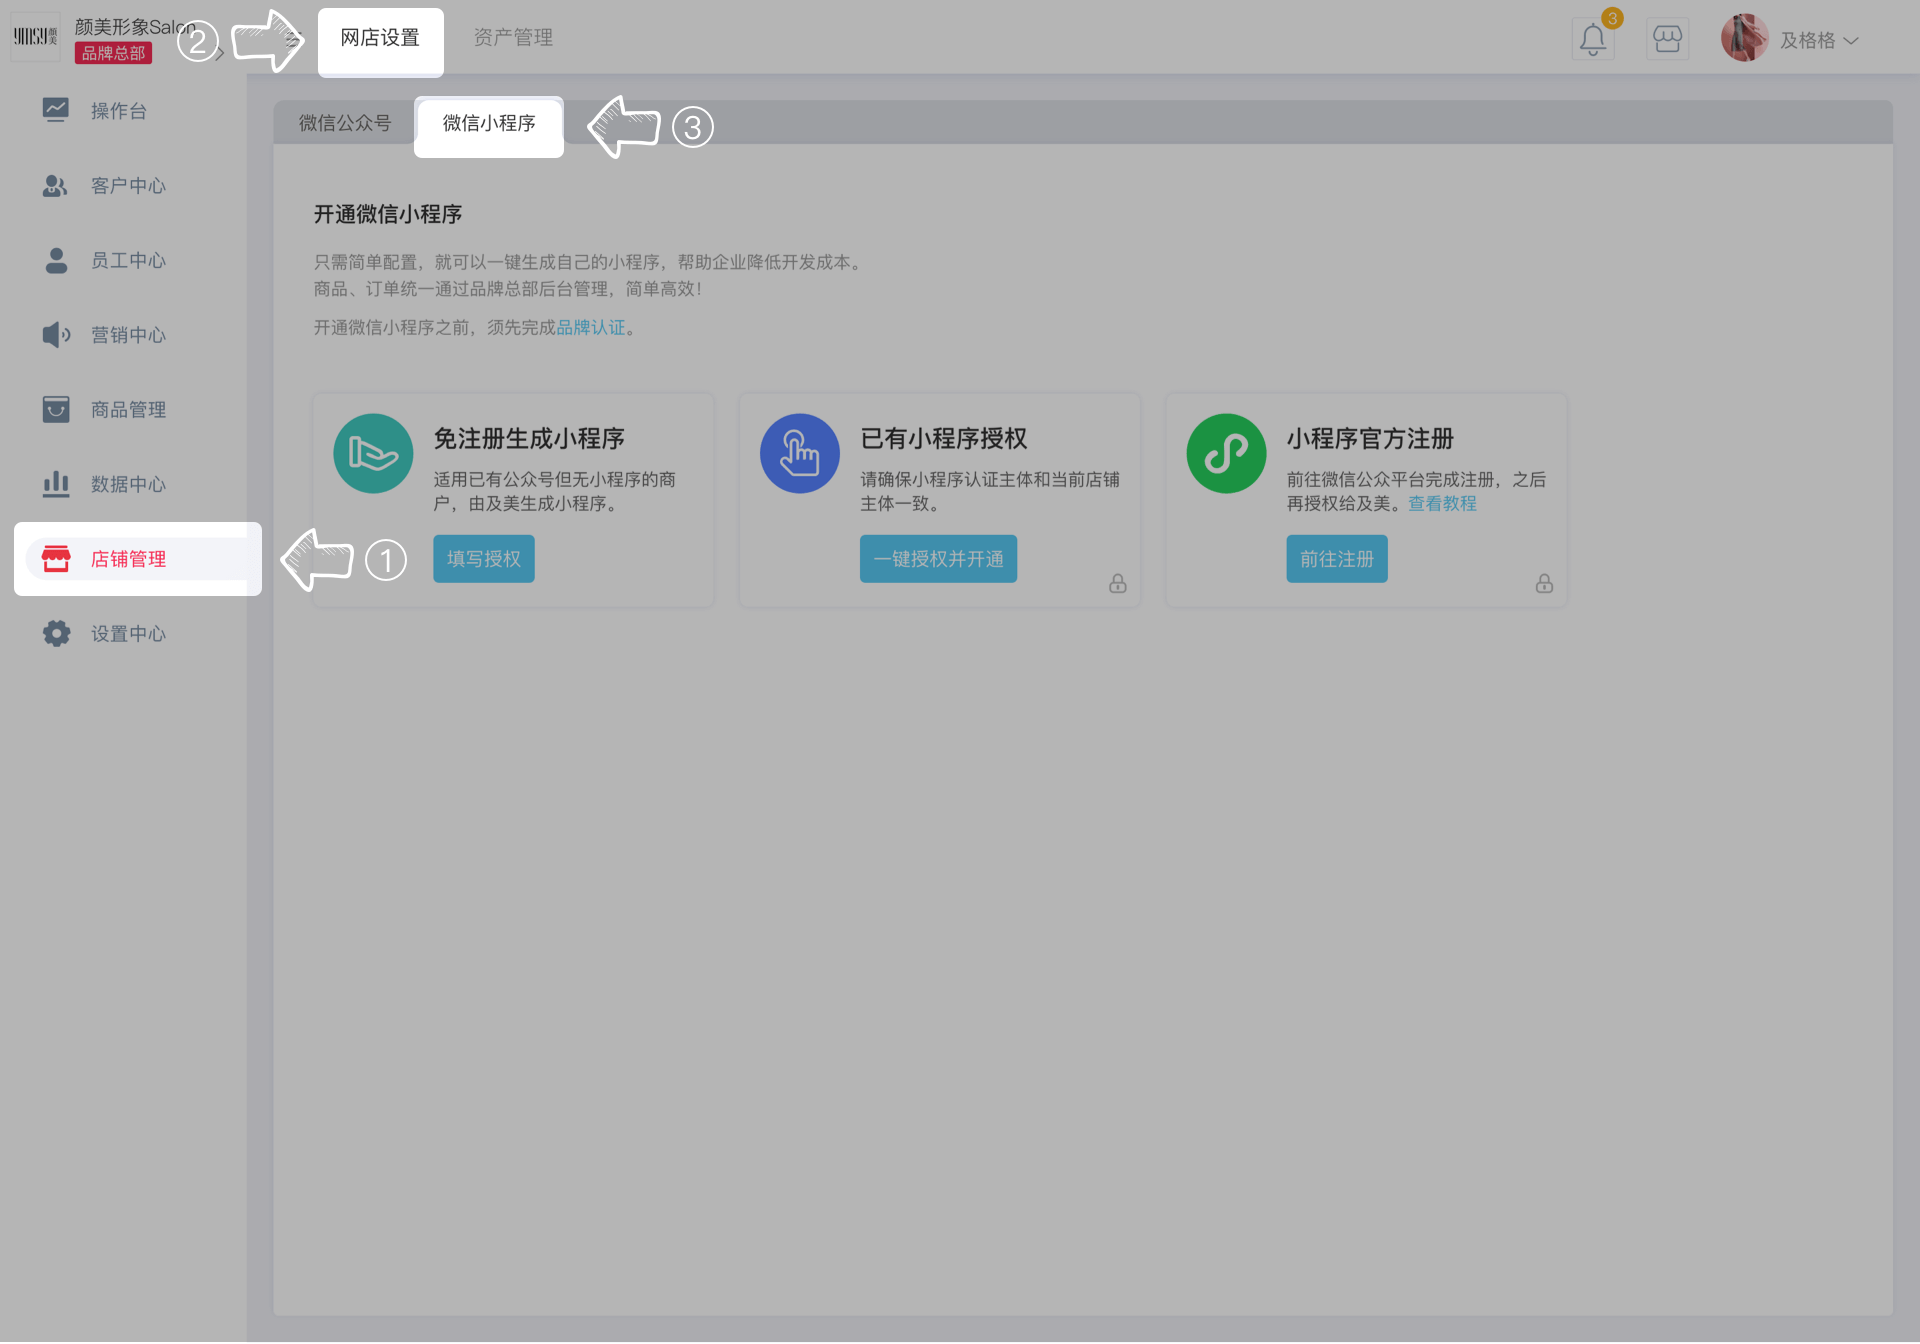 颜美形象Salon
品牌总部
②
网店设置
资产管理
3
及格格
操作台
客户中心
员工中心
营销中心
商品管理
数据中心
店铺管理
①
设置中心
微信公众号
微信小程序
③
开通微信小程序
只需简单配置，就可以一键生成自己的小程序，帮助企业降低开发成本。
商品、订单统一通过品牌总部后台管理，简单高效！
开通微信小程序之前，须先完成品牌认证。
免注册生成小程序
适用已有公众号但无小程序的商
户，由及美生成小程序。
填写授权
已有小程序授权
请确保小程序认证主体和当前店铺
主体一致。
一键授权并开通
小程序官方注册
前往微信公众平台完成注册，之后
再授权给及美。查看教程
前往注册